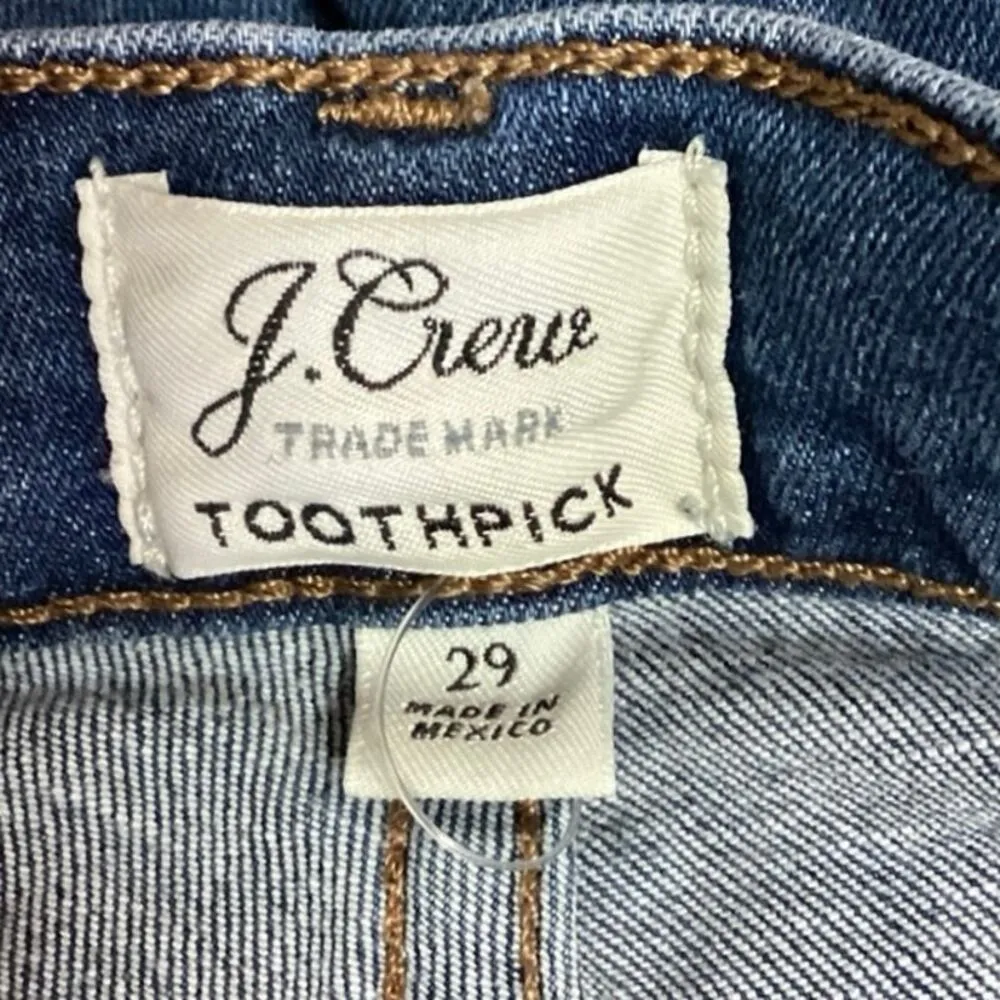 J.Crew
TRADE MARK
TOOTHPICK
29
MADE IN
MEXICO